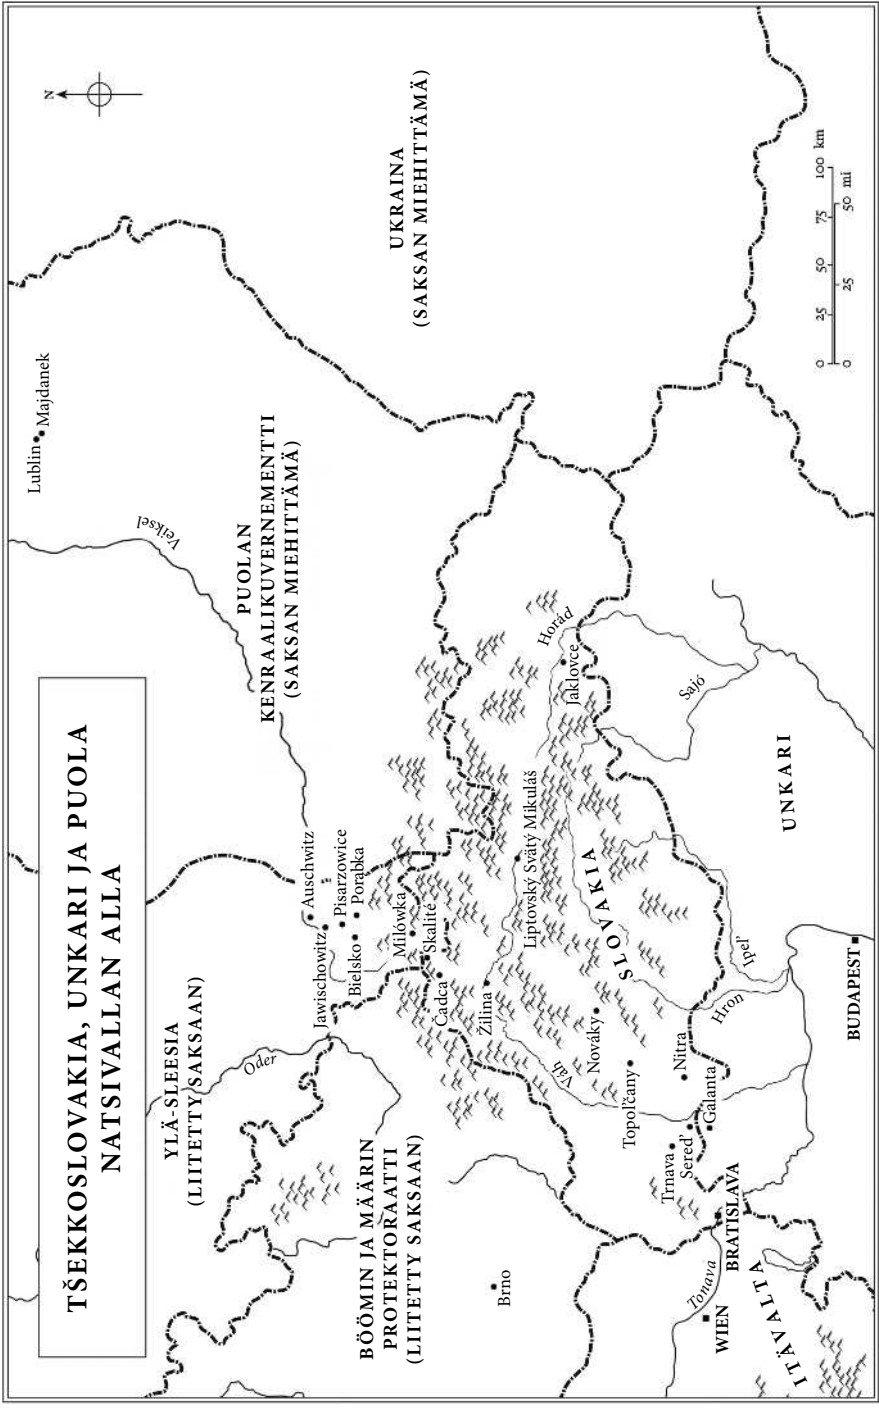 TŠEKKOSLOVAKIA, UNKARI JA PUOLA
NATSIVALLAN ALLA
N
Lublin
Majdanek
Veiksel
PUOLAN
KENRAALIKUVERNEMENTTI
(SAKSAN MIEHITTÄMÄ)
UKRAINA
(SAKSAN MIEHITTÄMÄ)
YLÄ-SLEESIA
(LIITETTY SAKSAAN)
Oder
Auschwitz
Jawischowitz
Pisarzowice
Bielsko
Porabka
Milówka
Skalité
Čadca
Žilina
BÖÖMIN JA MÄÄRIN
PROTEKTORAATTI
(LIITETTY SAKSAAN)
Brno
Liptovský Svätý Mikuláš
Horád
Jaklovce
SLOVAKIA
Váh
Nováky
Topoľčany
Nitra
Trnava
Sereď
Galanta
Hron
Ipeľ
Sajó
UNKARI
BRATISLAVA
WIEN
Tonava
ITÄVALTA
BUDAPEST
0 25 50 75 100 km
0 25 50 mi